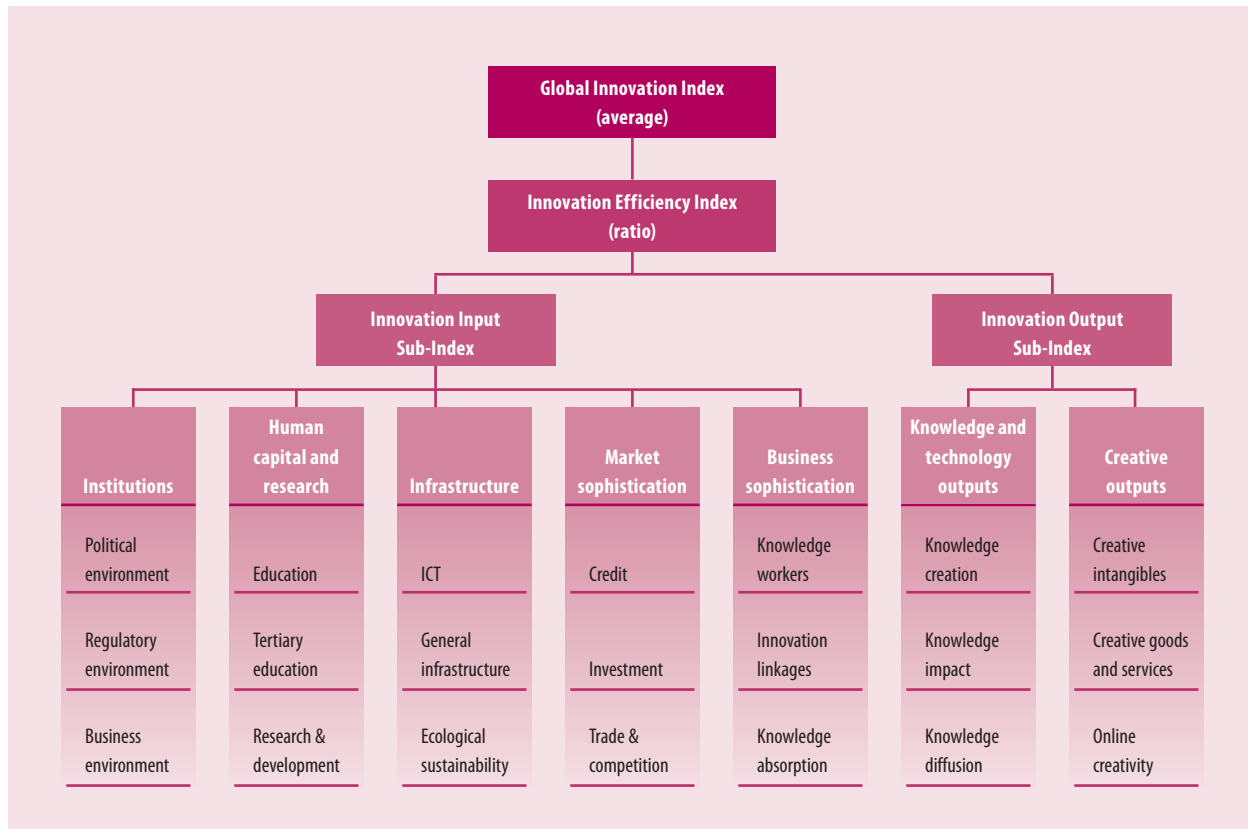 Global Innovation Index
(average)
Innovation Efficiency Index
(ratio)
Innovation Input
Sub-Index
Innovation Output
Sub-Index
Institutions
Human
capital and
research
Infrastructure
Market
sophistication
Business
sophistication
Knowledge and
technology
outputs
Creative
outputs
Political
environment
Education
ICT
Credit
Knowledge
workers
Knowledge
creation
Creative
intangibles
Regulatory
environment
Tertiary
education
General
infrastructure
Investment
Innovation
linkages
Knowledge
impact
Creative goods
and services
Business
environment
Research &
development
Ecological
sustainability
Trade &
competition
Knowledge
absorption
Knowledge
diffusion
Online
creativity